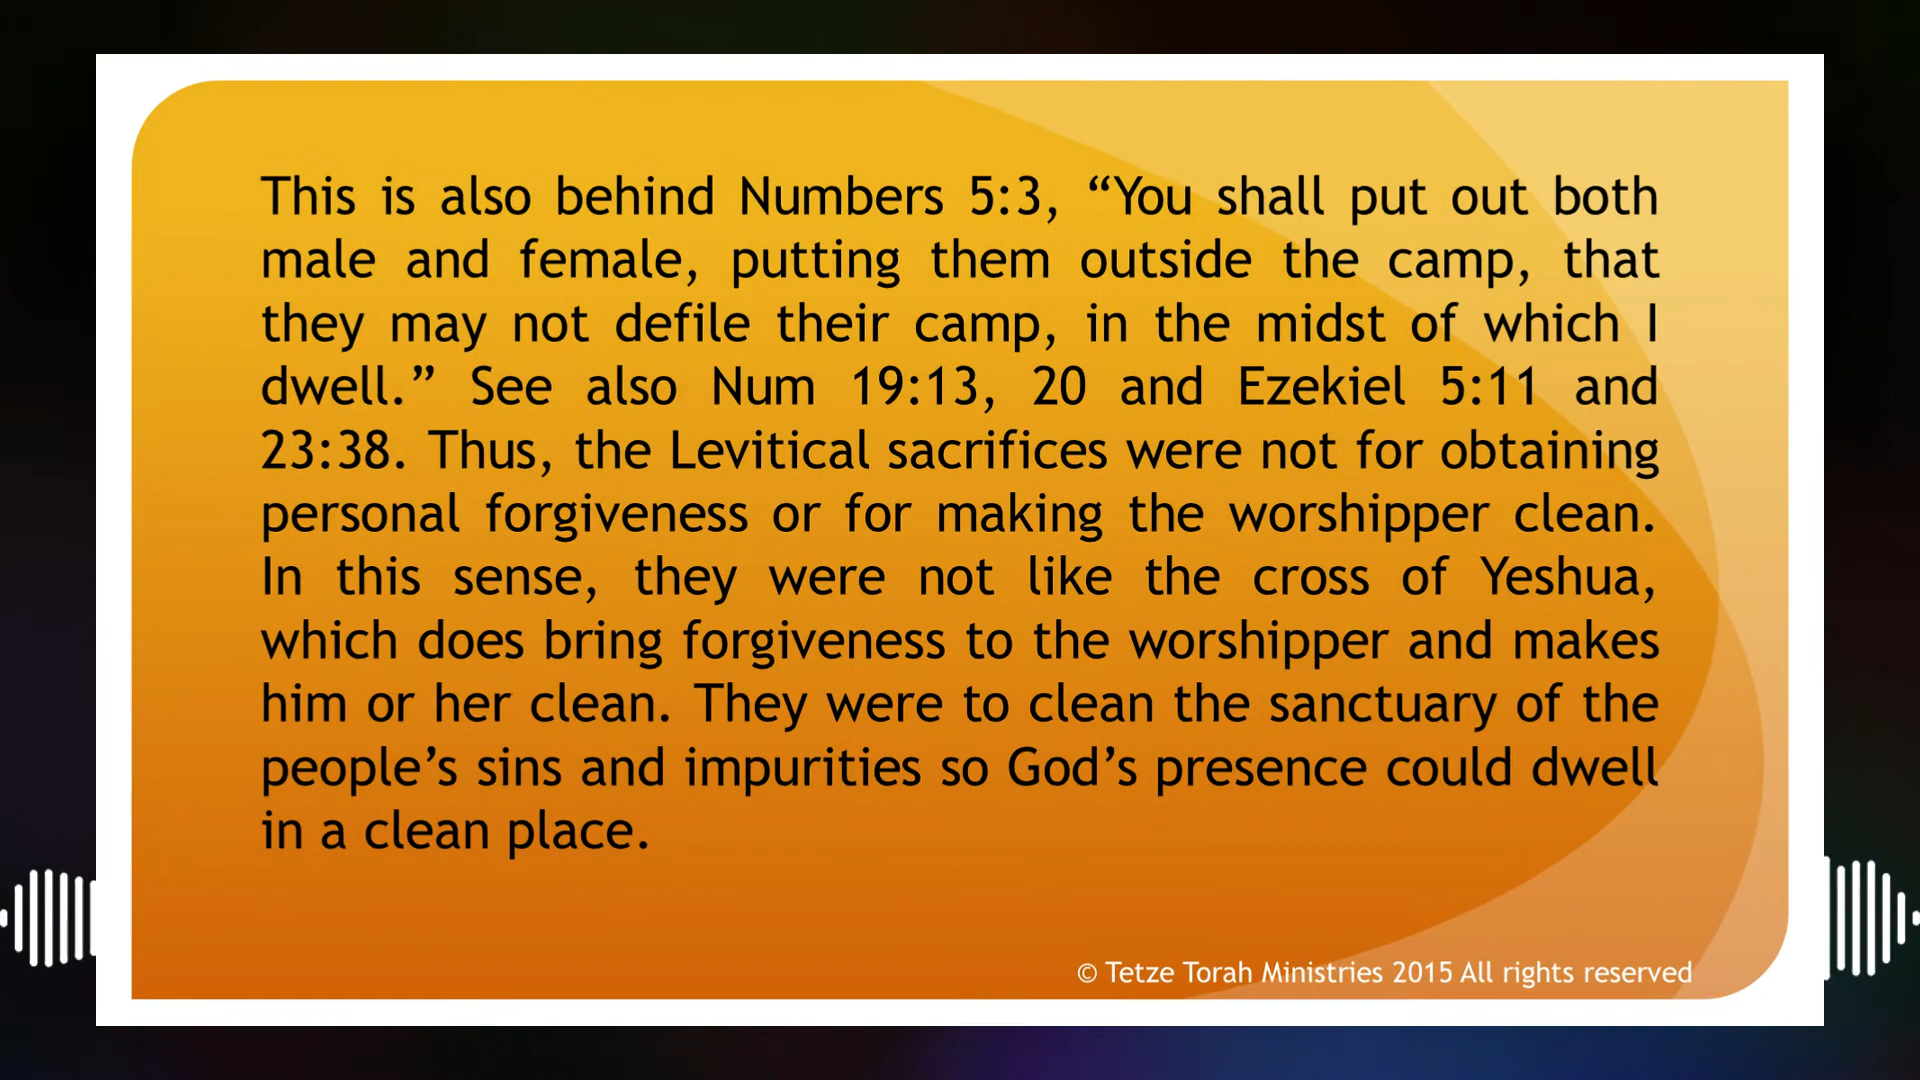 This is also behind Numbers 5:3, “You shall put out both
male and female, putting them outside the camp, that
they may not defile their camp, in the midst of which I
dwell.” See also Num 19:13, 20 and Ezekiel 5:11 and
23:38. Thus, the Levitical sacrifices were not for obtaining
personal forgiveness or for making the worshipper clean.
In this sense, they were not like the cross of Yeshua,
which does bring forgiveness to the worshipper and makes
him or her clean. They were to clean the sanctuary of the
people’s sins and impurities so God’s presence could dwell
in a clean place.
© Tetze Torah Ministries 2015 All rights reserved